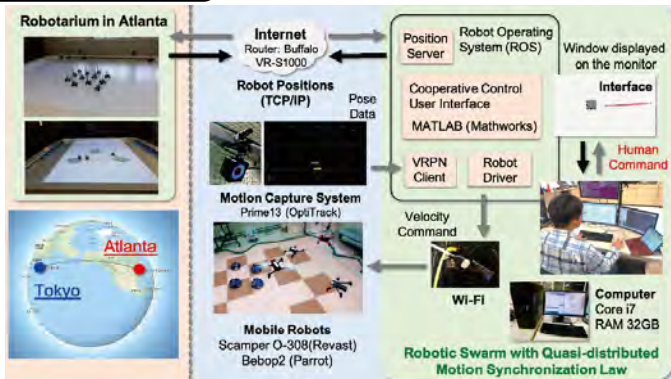 Robotarium in Atlanta
Atlanta
Tokyo
Internet
Router: Buffalo
VR-S1000
Robot Positions
(TCP/IP)
Pose
Data
Motion Capture System
Prime13 (OptiTrack)
Velocity
Command
Mobile Robots
Scamper O-308(Revast)
Bebop2 (Parrot)
Position
Server
Robot Operating
System (ROS)
Cooperative Control
User Interface
MATLAB (Mathworks)
VRPN
Client
Robot
Driver
Wi-Fi
Window displayed
on the monitor
Interface
Human
Command
Computer
Core i7
RAM 32GB
Robotic Swarm with Quasi-distributed
Motion Synchronization Law